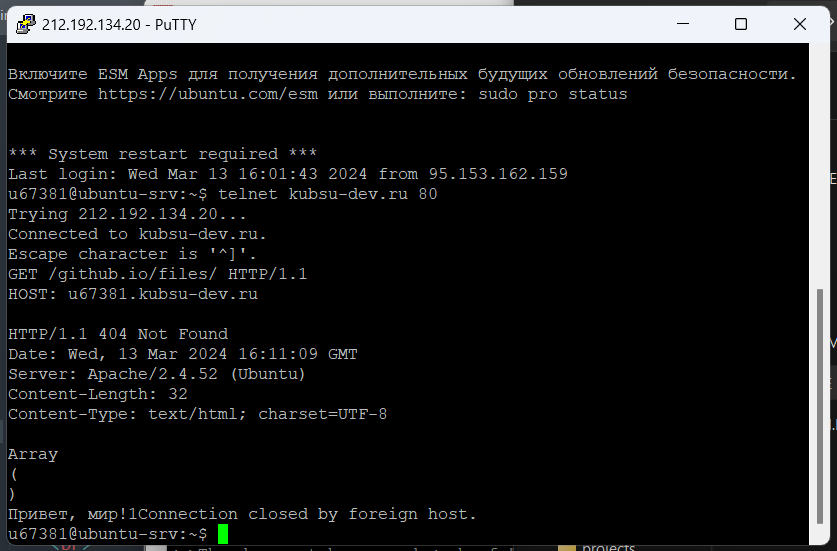 212.192.134.20 - PuTTY
Включите ESM Apps для получения дополнительных будущих обновлений безопасности.
Смотрите https://ubuntu.com/esm или выполните: sudo pro status
*** System restart required ***
Last login: Wed Mar 13 16:01:43 2024 from 95.153.162.159
u67381@ubuntu-srv:~$ telnet kubsu-dev.ru 80
Trying 212.192.134.20...
Connected to kubsu-dev.ru.
Escape character is '^]'.
GET /github.io/files/ HTTP/1.1
HOST: u67381.kubsu-dev.ru
HTTP/1.1 404 Not Found
Date: Wed, 13 Mar 2024 16:11:09 GMT
Server: Apache/2.4.52 (Ubuntu)
Content-Length: 32
Content-Type: text/html; charset=UTF-8
Array
(
)
Привет, мир!1Connection closed by foreign host.
u67381@ubuntu-srv:~$
projects